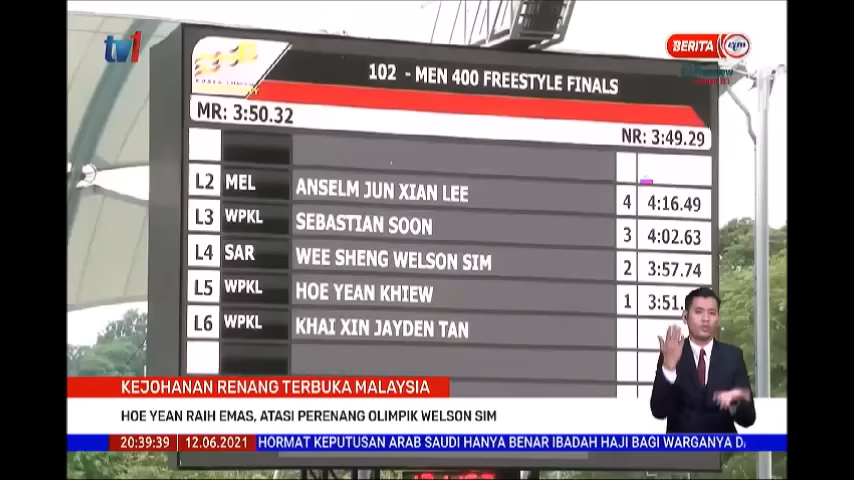 tv1
BERITA rtm
102 - MEN 400 FREESTYLE FINALS
MR: 3:50.32
NR: 3:49.29
L2 MEL ANSELM JUN XIAN LEE 4 4:16.49
L3 WPKL SEBASTIAN SOON 3 4:02.63
L4 SAR WEE SHENG WELSON SIM 2 3:57.74
L5 WPKL HOE YEAN KHIEW 1 3:51.
L6 WPKL KHAI XIN JAYDEN TAN
KEJOHANAN RENANG TERBUKA MALAYSIA
HOE YEAN RAIH EMAS, ATASI PERENANG OLIMPIK WELSON SIM
20:39:39 12.06.2021 HORMAT KEPUTUSAN ARAB SAUDI HANYA BENAR IBADAH HAJI BAGI WARGANYA